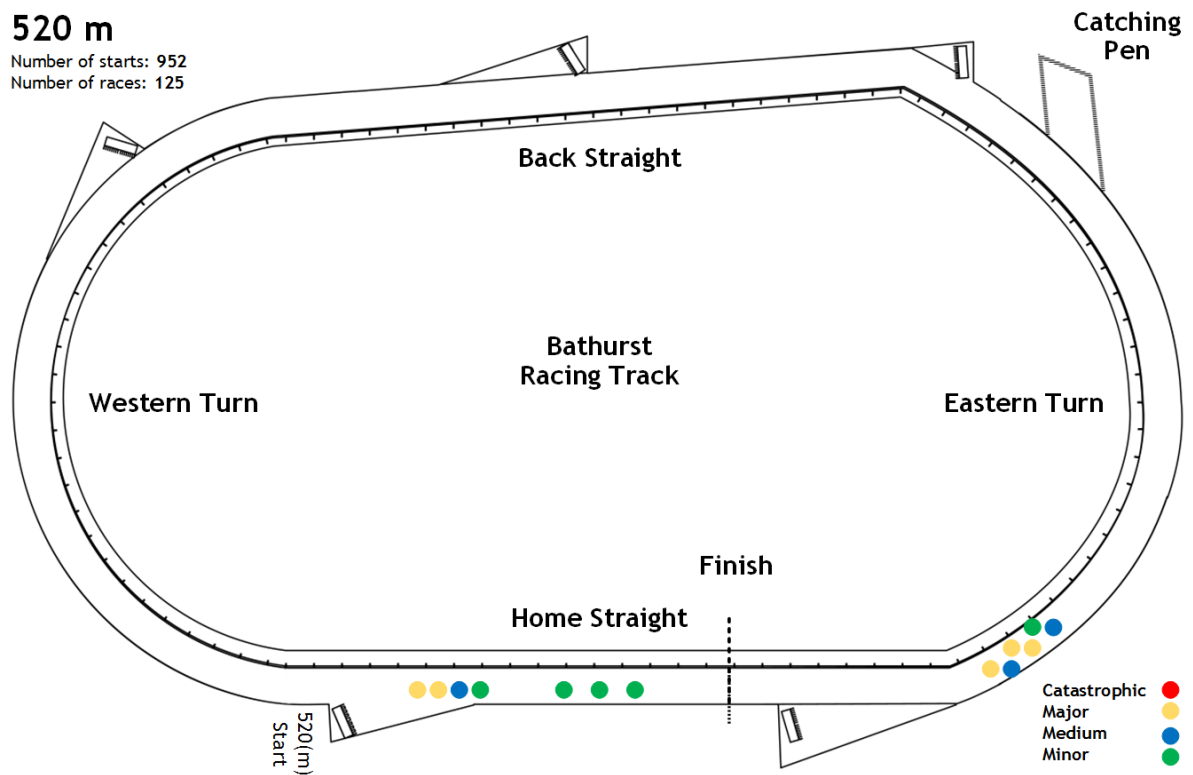 520 m
Number of starts: 952
Number of races: 125
Catching
Pen
Back Straight
Bathurst
Racing Track
Western Turn
Eastern Turn
Finish
Home Straight
520(m)
Start
Catastrophic
Major
Medium
Minor